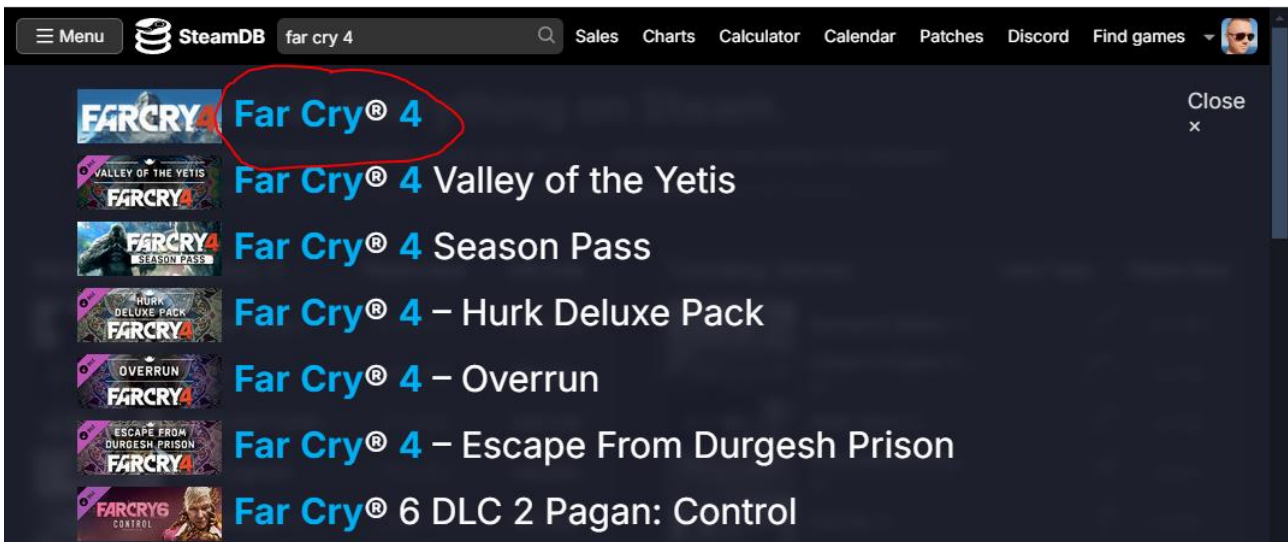 Menu SteamDB far cry 4 Sales Charts Calculator Calendar Patches Discord Find games
FARCRY4 Far Cry® 4
Close
×
VALLEY OF THE YETIS
FARCRY4
Far Cry® 4 Valley of the Yetis
FARCRY4
SEASON PASS
Far Cry® 4 Season Pass
HURK
DELUXE PACK
FARCRY4
Far Cry® 4 – Hurk Deluxe Pack
OVERRUN
FARCRY4
Far Cry® 4 – Overrun
ESCAPE FROM
DURGESH PRISON
FARCRY4
Far Cry® 4 – Escape From Durgesh Prison
FARCRY6
CONTROL
Far Cry® 6 DLC 2 Pagan: Control